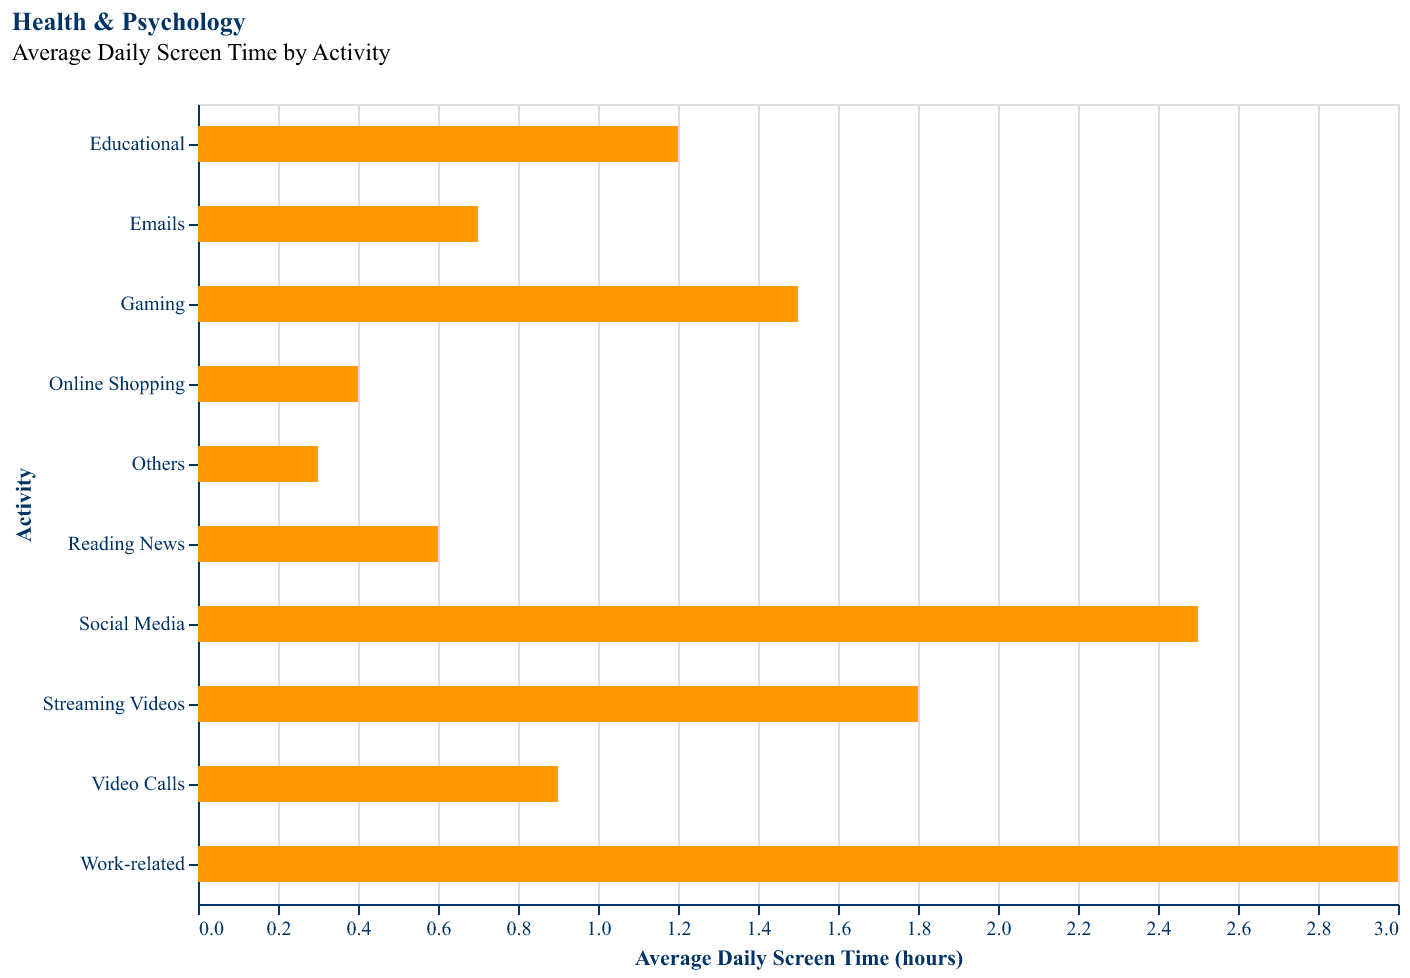 Health & Psychology
Average Daily Screen Time by Activity
Activity
Educational
Emails
Gaming
Online Shopping
Others
Reading News
Social Media
Streaming Videos
Video Calls
Work-related
0.0 0.2 0.4 0.6 0.8 1.0 1.2 1.4 1.6 1.8 2.0 2.2 2.4 2.6 2.8 3.0
Average Daily Screen Time (hours)